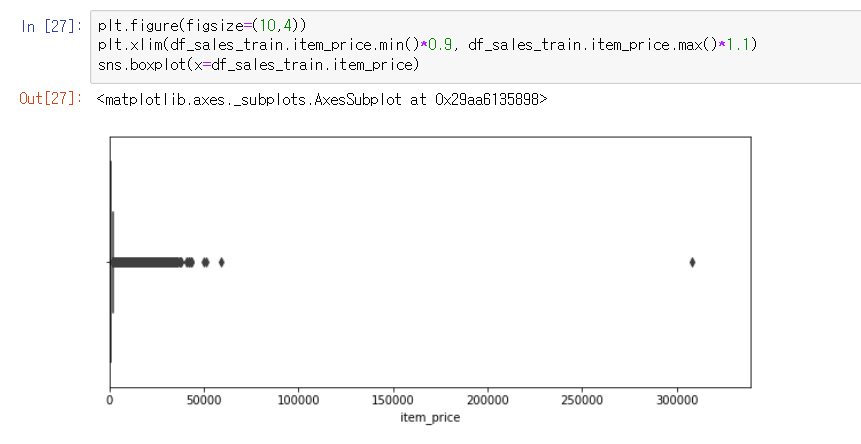 In [27]:
plt.figure(figsize=(10,4))
plt.xlim(df_sales_train.item_price.min()*0.9, df_sales_train.item_price.max()*1.1)
sns.boxplot(x=df_sales_train.item_price)
Out[27]:
<matplotlib.axes._subplots.AxesSubplot at 0x29aa6135898>
0 50000 100000 150000 200000 250000 300000
item_price